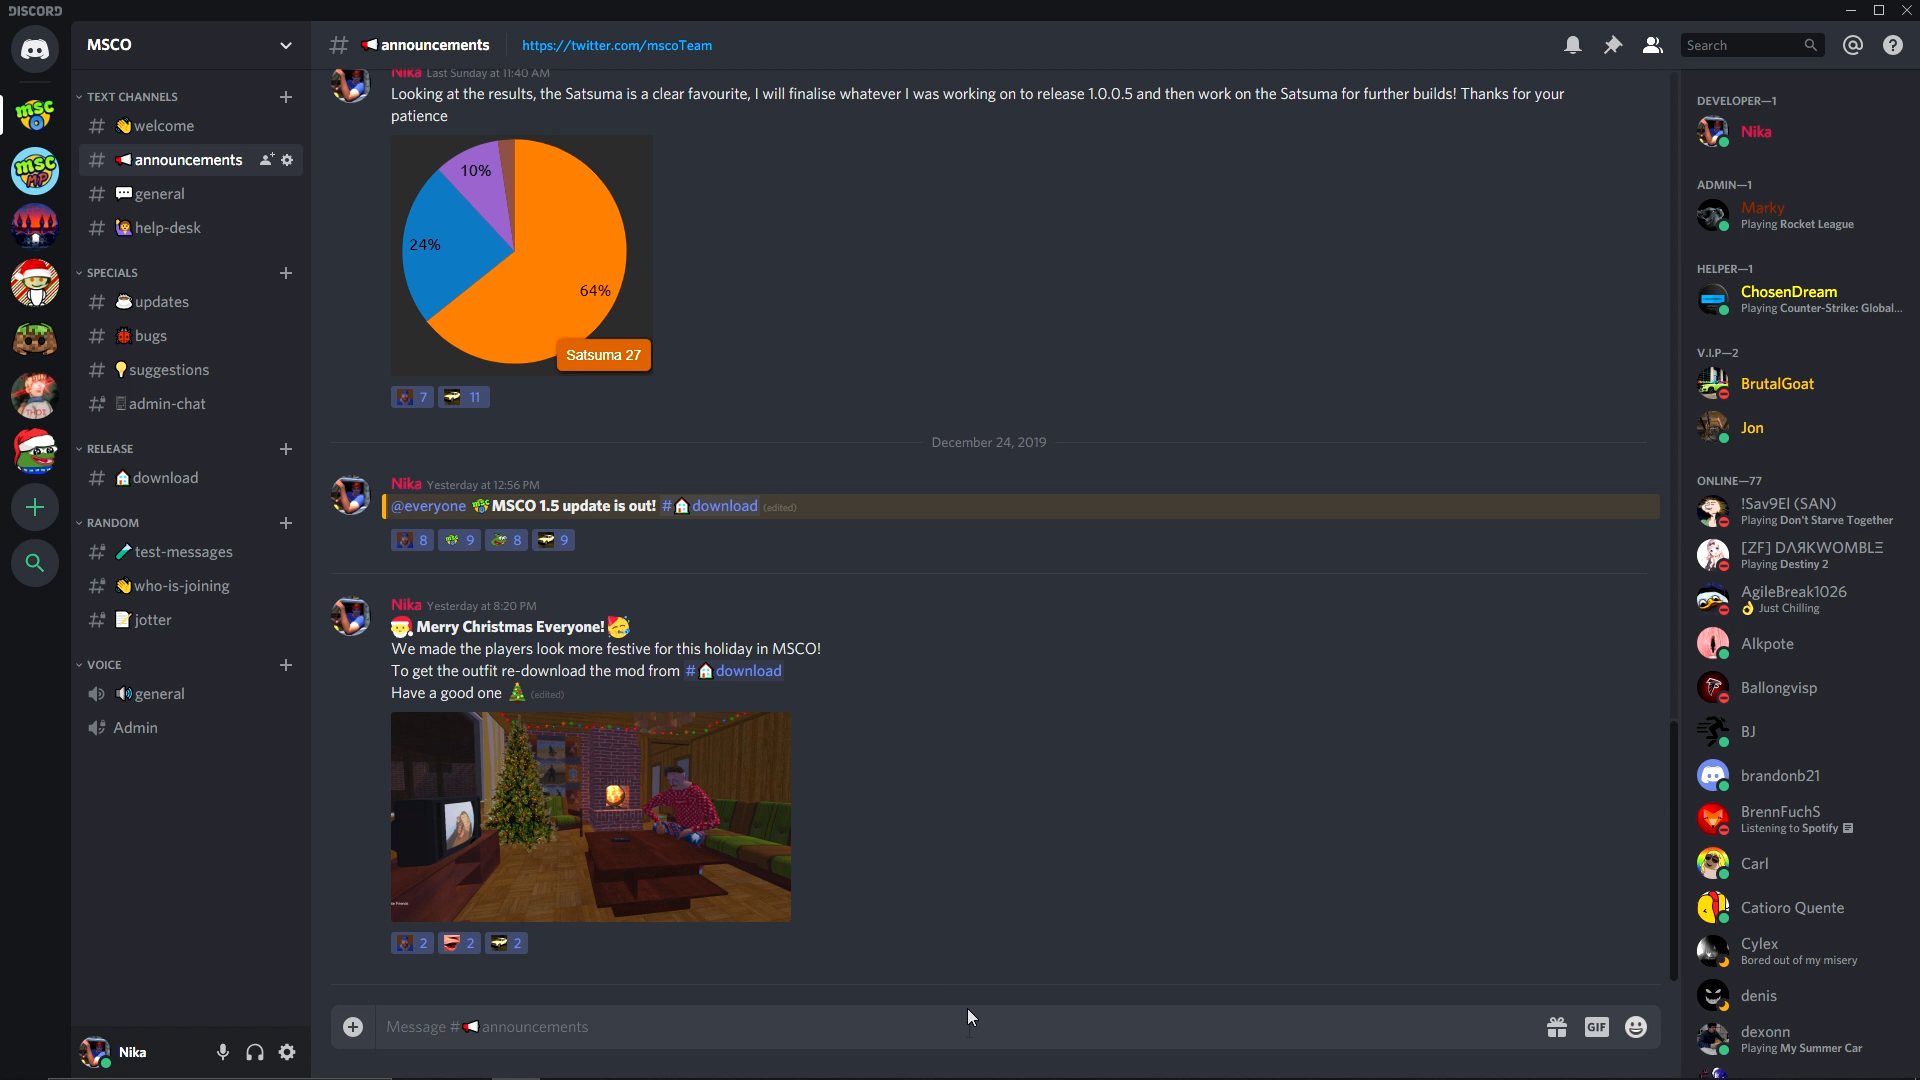 DISCORD
MSCO
TEXT CHANNELS
# 👋welcome
# 📢announcements
# 💬general
# 🙋help-desk
SPECIALS
# ☕updates
# 🐞bugs
# 💡suggestions
# admin-chat
RELEASE
# 🏠download
RANDOM
# 🧪test-messages
# 👋who-is-joining
# 📝jotter
VOICE
🔊general
Admin
Nika
# 📢announcements
https://twitter.com/mscoTeam
Search
Nika Last Sunday at 11:40 AM
Looking at the results, the Satsuma is a clear favourite, I will finalise whatever I was working on to release 1.0.0.5 and then work on the Satsuma for further builds! Thanks for your
patience
10%
24%
64%
Satsuma 27
7 11
December 24, 2019
Nika Yesterday at 12:56 PM
@everyone MSCO 1.5 update is out! #🏠download (edited)
8 9 8 9
Nika Yesterday at 8:20 PM
🎅 Merry Christmas Everyone! 🥳
We made the players look more festive for this holiday in MSCO!
To get the outfit re-download the mod from #🏠download
Have a good one 🎄 (edited)
2 2 2
Message #📢announcements
GIF
DEVELOPER—1
Nika
ADMIN—1
Marky
Playing Rocket League
HELPER—1
ChosenDream
Playing Counter-Strike: Global...
V.I.P—2
BrutalGoat
Jon
ONLINE—77
!Sav9El (SAN)
Playing Don't Starve Together
[ZF] DΛЯKWOMBLΞ
Playing Destiny 2
AgileBreak1026
👌 Just Chilling
Alkpote
Ballongvisp
BJ
brandonb21
BrennFuchS
Listening to Spotify
Carl
Catioro Quente
Cylex
Bored out of my misery
denis
dexonn
Playing My Summer Car